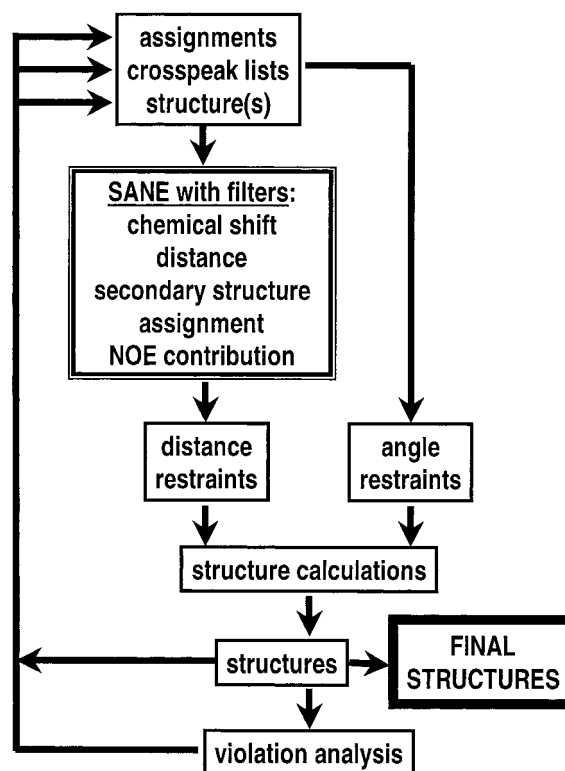 assignments
crosspeak lists
structure(s)
SANE with filters:
chemical shift
distance
secondary structure
assignment
NOE contribution
distance
restraints
angle
restraints
structure calculations
structures
FINAL
STRUCTURES
violation analysis